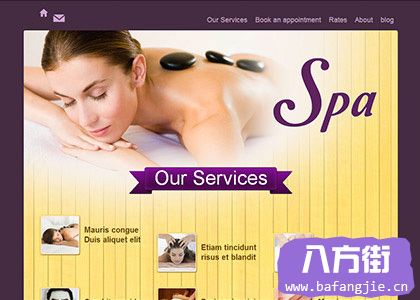 Our Services Book an appointment Rates About blog
Spa
Our Services
Mauris congue
Duis aliquet elit
Etiam tincidunt
risus et blandit
八方街
www.bafangjie.cn